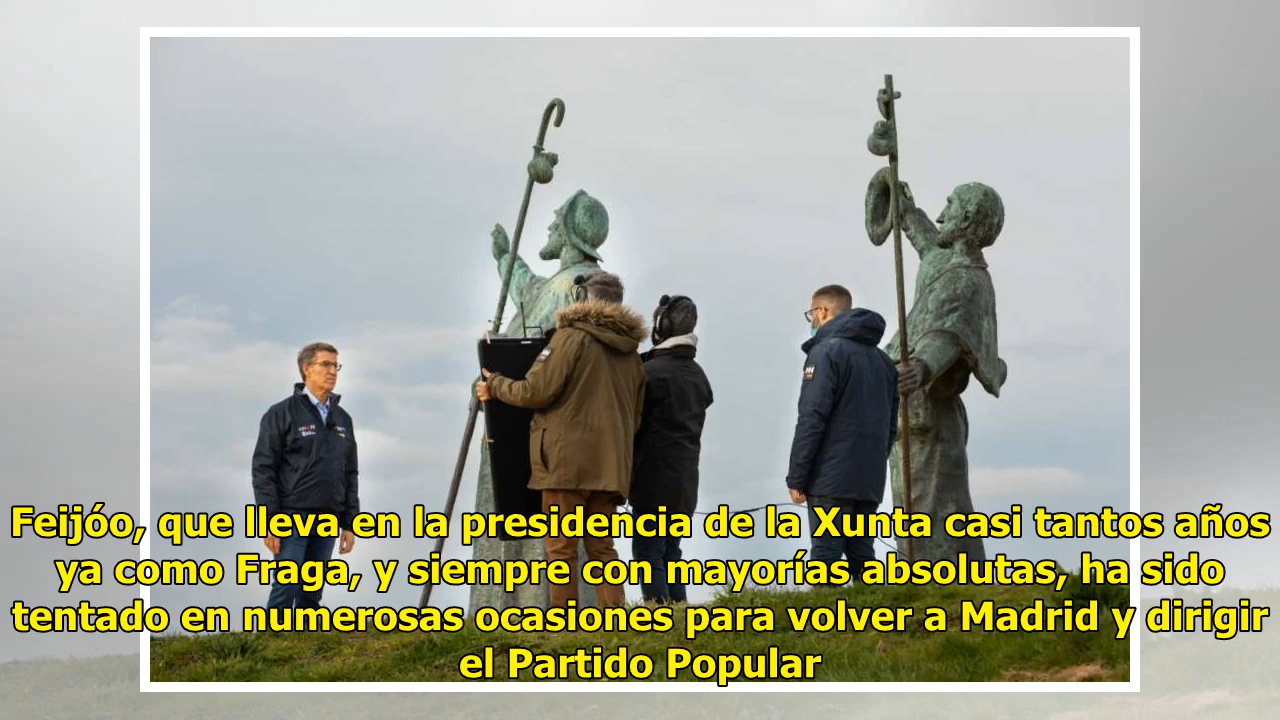 Feijóo, que lleva en la presidencia de la Xunta casi tantos años
ya como Fraga, y siempre con mayorías absolutas, ha sido
tentado en numerosas ocasiones para volver a Madrid y dirigir
el Partido Popular